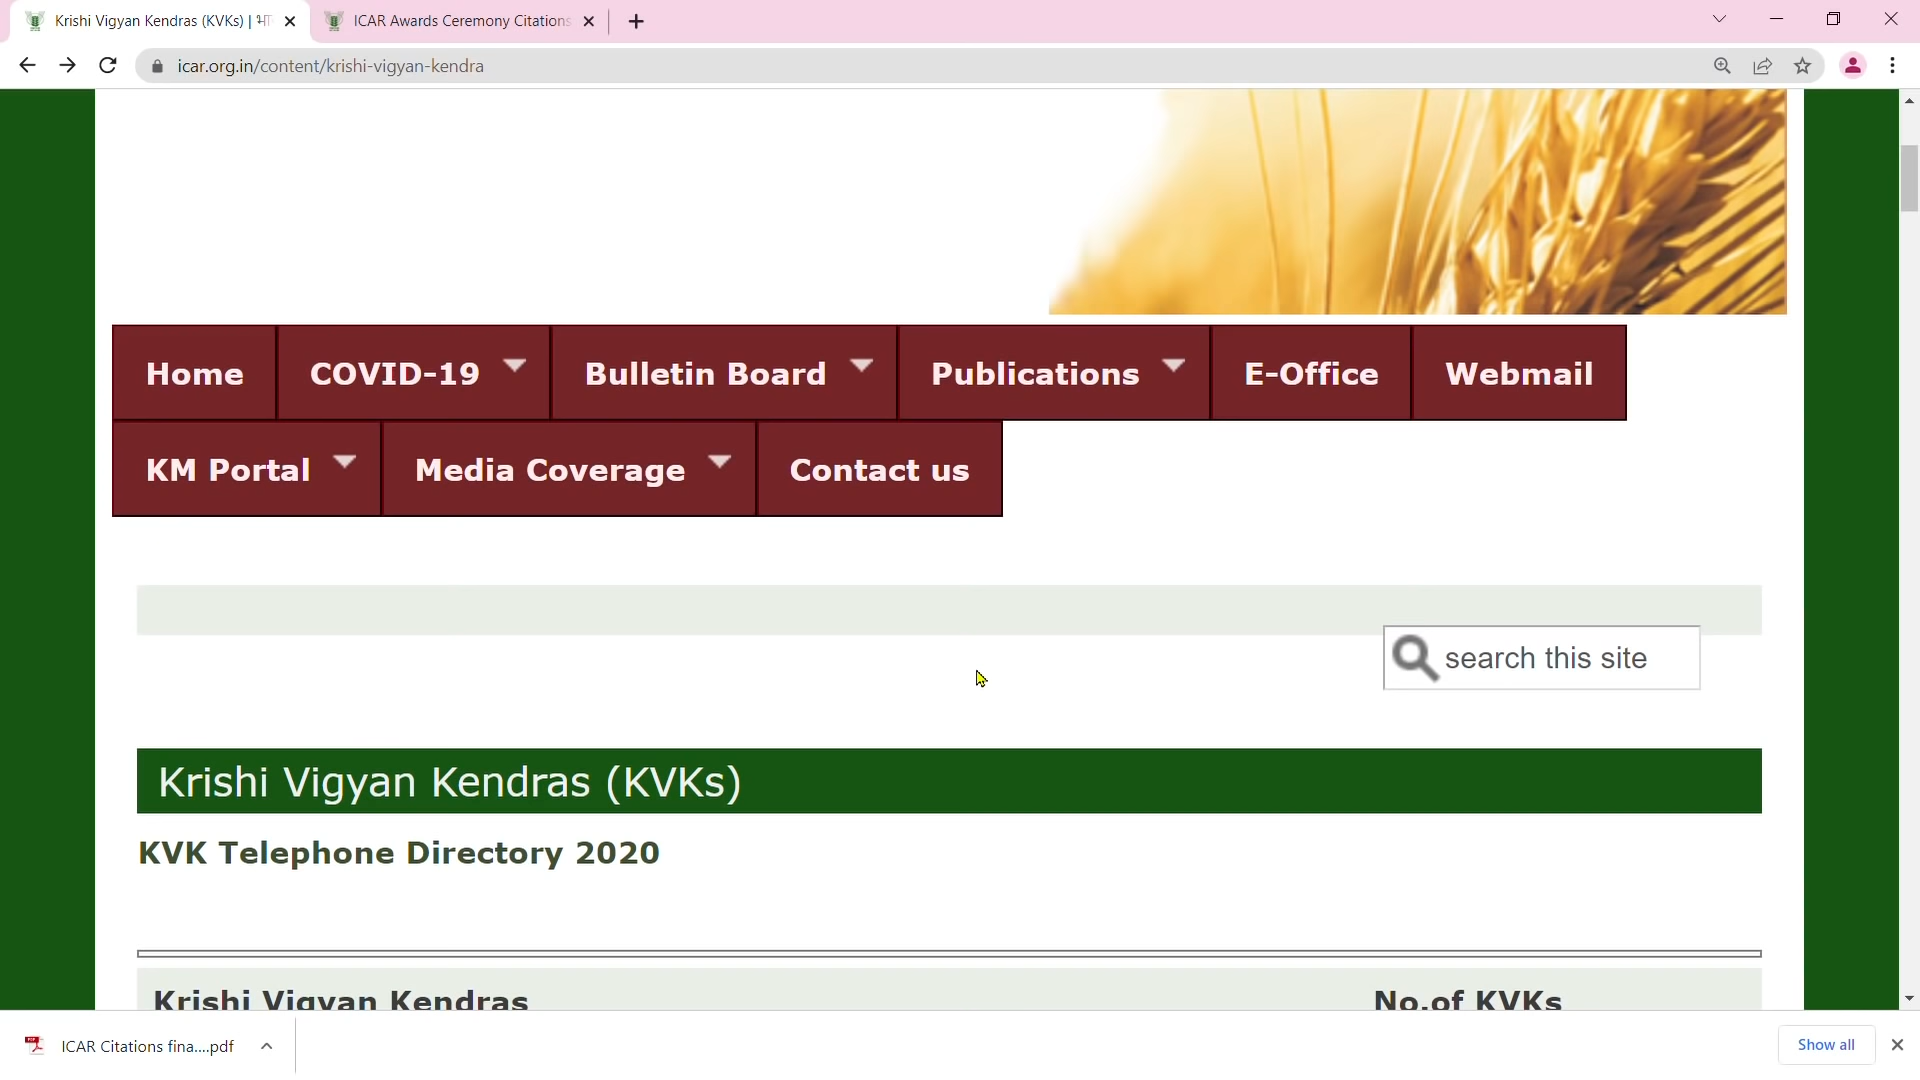 Krishi Vigyan Kendras (KVKs) | भा
ICAR Awards Ceremony Citations
icar.org.in/content/krishi-vigyan-kendra
Home COVID-19 Bulletin Board Publications E-Office Webmail
KM Portal Media Coverage Contact us
search this site
Krishi Vigyan Kendras (KVKs)
KVK Telephone Directory 2020
Krishi Vigyan Kendras No.of KVKs
ICAR Citations fina....pdf
Show all